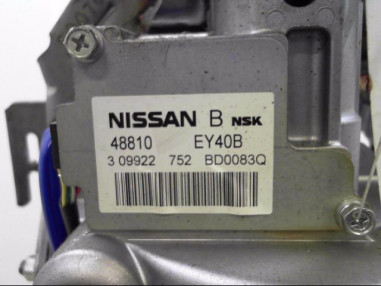 NISSAN B NSK
48810 EY40B
3 09922 752 BD0083Q